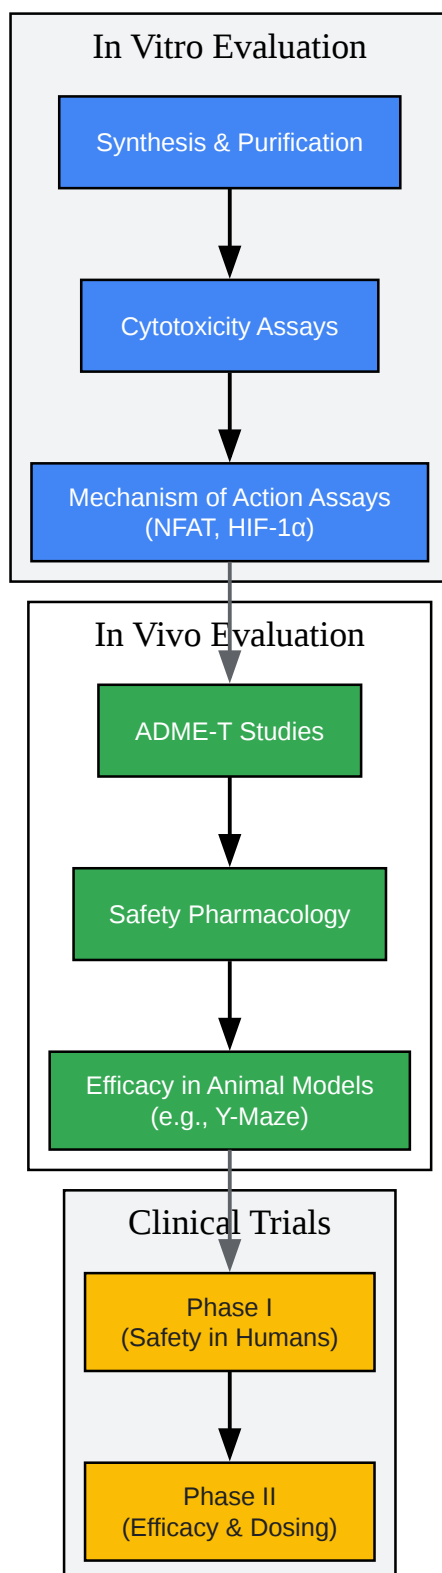 In Vitro Evaluation
Synthesis & Purification
Cytotoxicity Assays
Mechanism of Action Assays
(NFAT, HIF-1α)
In Vivo Evaluation
ADME-T Studies
Safety Pharmacology
Efficacy in Animal Models
(e.g., Y-Maze)
Clinical Trials
Phase I
(Safety in Humans)
Phase II
(Efficacy & Dosing)